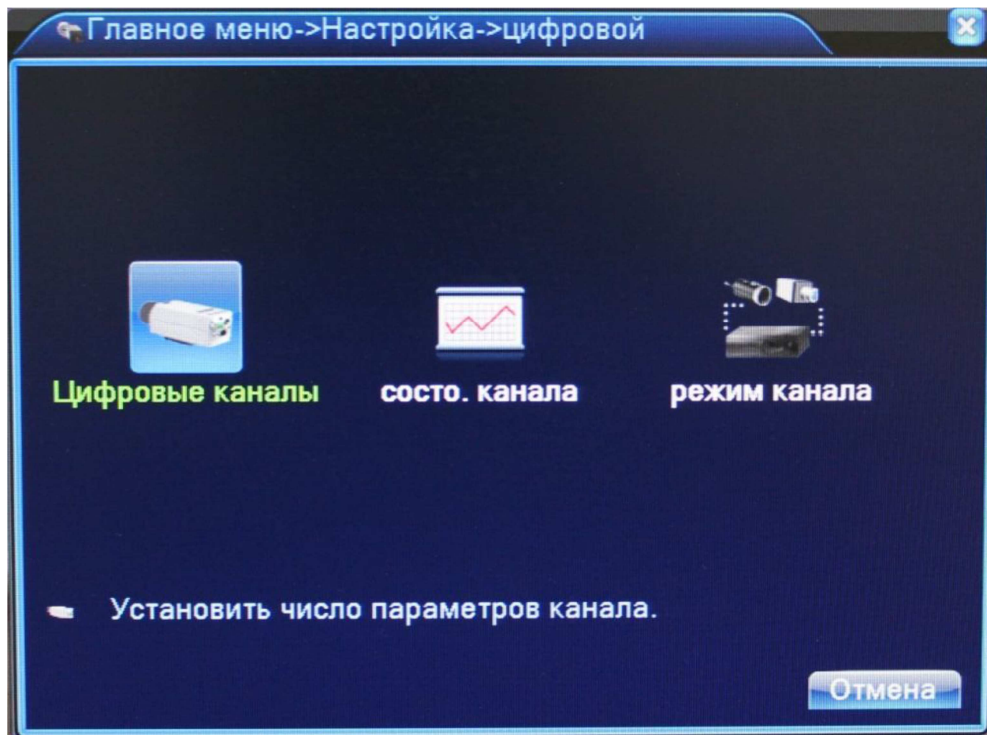 Главное меню->Настройка->цифровой
Цифровые каналы
состо. канала
режим канала
Установить число параметров канала.
Отмена